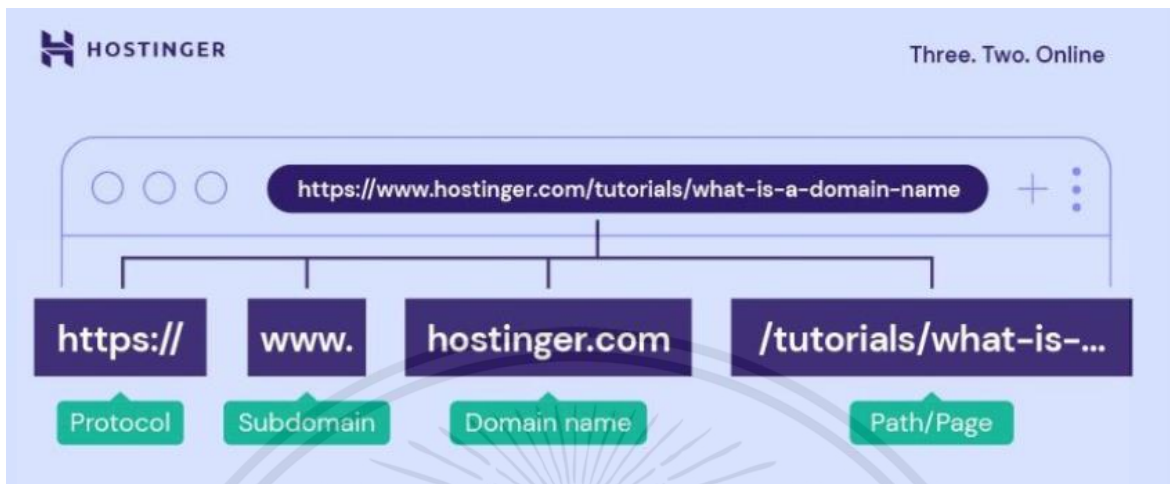 HOSTINGER
Three. Two. Online
https://www.hostinger.com/tutorials/what-is-a-domain-name
https:// www. hostinger.com /tutorials/what-is-...
Protocol Subdomain Domain name Path/Page